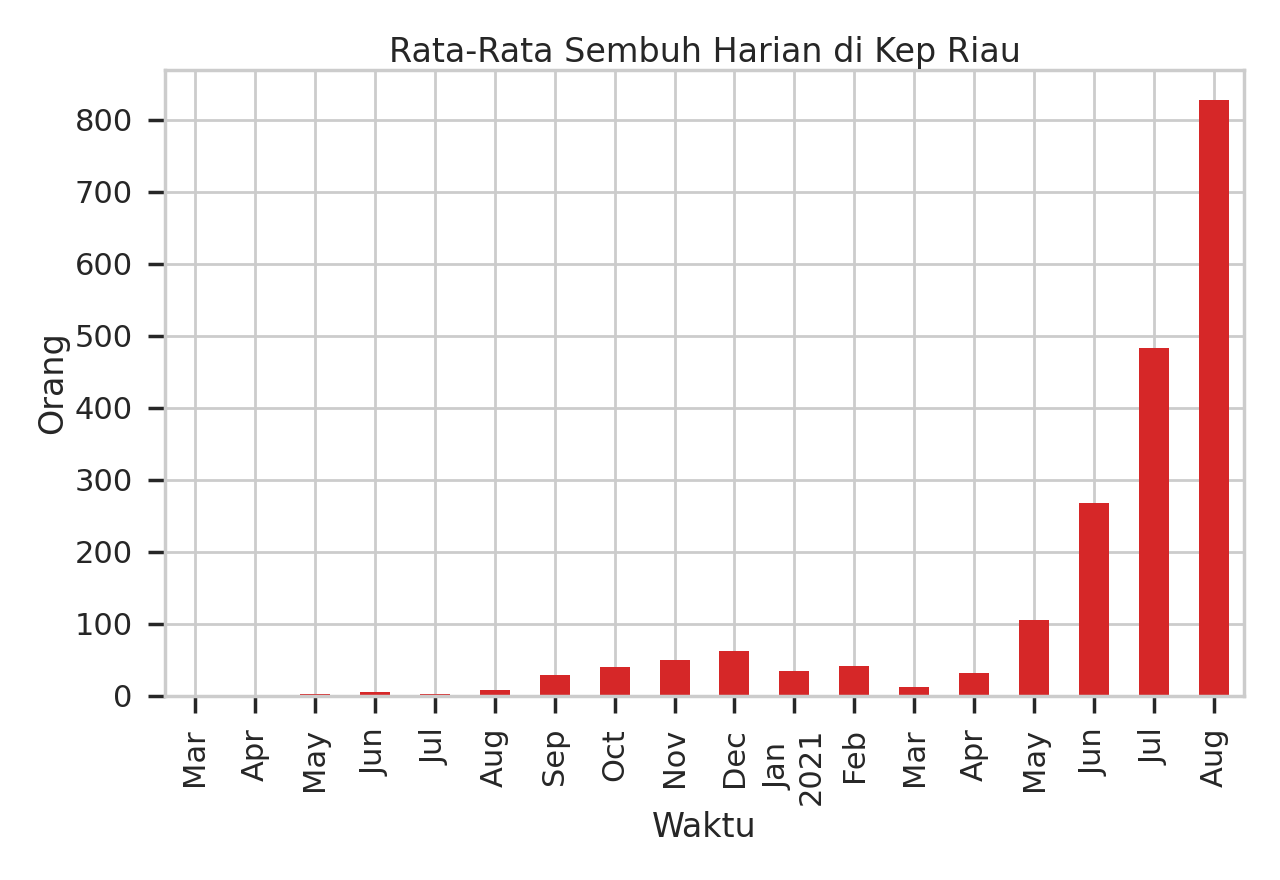 Rata-Rata Sembuh Harian di Kep Riau
Orang
800
700
600
500
400
300
200
100
0
Mar
Apr
May
Jun
Jul
Aug
Sep
Oct
Nov
Dec
Jan
2021
Feb
Mar
Apr
May
Jun
Jul
Aug
Waktu